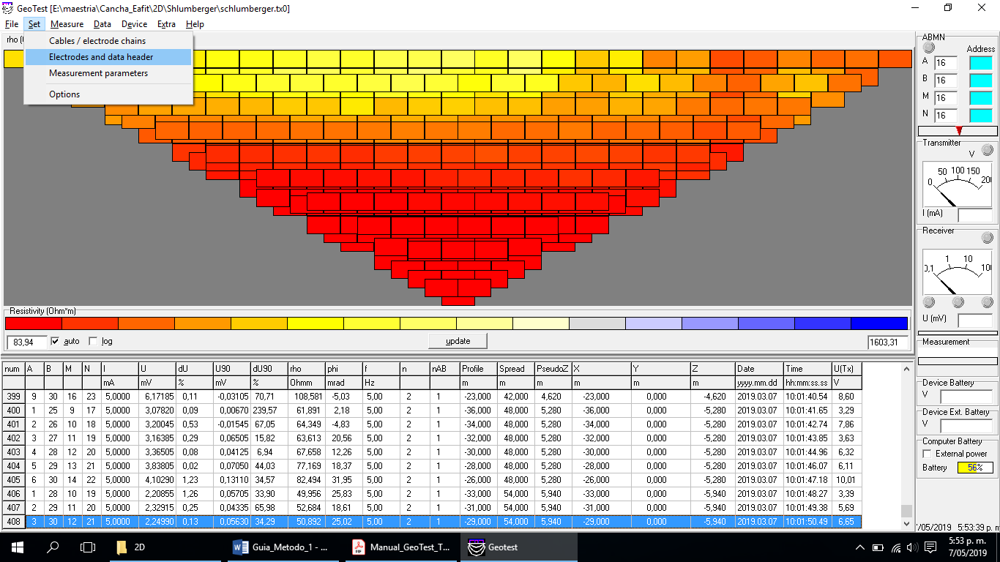 GeoTest [E:\maestria\Cancha_Eafit\2D\Shlumberger\schlumberger.tx0]
File Set Measure Data Device Extra Help
Cables / electrode chains
Electrodes and data header
Measurement parameters
Options
ABMN
Address
A 16
B 16
M 16
N 16
Transmitter
V
0 50 100 150 200
I (mA)
Receiver
0,1 1 10 100
U (mV)
Measurement
Device Battery
V
Device Ext. Battery
V
Computer Battery
External power
Battery 56%
Resistivity (Ohm*m)
83,94 auto log update 1603,31
num A B M N I U dU U90 dU90 rho phi f n nAB Profile Spread PseudoZ X Y Z Date Time U(Tx)
mA mV % mV % Ohmm mrad Hz m m m m m m yyyy.mm.dd hh:mm:ss.ss V
399 9 30 16 23 5,0000 6,17185 0,11 -0,03105 70,71 108,581 -5,03 5,00 2 1 -23,000 42,000 4,620 -23,000 0,000 -4,620 2019.03.07 10:01:40.54 8,60
400 1 25 9 17 5,0000 3,07820 0,09 0,00670 239,57 61,891 2,18 5,00 2 1 -36,000 48,000 5,280 -36,000 0,000 -5,280 2019.03.07 10:01:41.65 3,29
401 2 26 10 18 5,0000 3,20045 0,53 -0,01545 67,05 64,349 -4,83 5,00 2 1 -34,000 48,000 5,280 -34,000 0,000 -5,280 2019.03.07 10:01:42.74 7,86
402 3 27 11 19 5,0000 3,16385 0,29 0,06505 15,82 63,613 20,56 5,00 2 1 -32,000 48,000 5,280 -32,000 0,000 -5,280 2019.03.07 10:01:43.85 3,63
403 4 28 12 20 5,0000 3,36505 0,08 0,04125 6,94 67,658 12,26 5,00 2 1 -30,000 48,000 5,280 -30,000 0,000 -5,280 2019.03.07 10:01:44.96 6,32
404 5 29 13 21 5,0000 3,83805 0,02 0,07050 44,03 77,169 18,37 5,00 2 1 -28,000 48,000 5,280 -28,000 0,000 -5,280 2019.03.07 10:01:46.07 6,11
405 6 30 14 22 5,0000 4,10290 1,23 0,13110 34,57 82,494 31,95 5,00 2 1 -26,000 48,000 5,280 -26,000 0,000 -5,280 2019.03.07 10:01:47.18 10,01
406 1 28 10 19 5,0000 2,20855 1,26 0,05705 33,90 49,956 25,83 5,00 2 1 -33,000 54,000 5,940 -33,000 0,000 -5,940 2019.03.07 10:01:48.27 3,39
407 2 29 11 20 5,0000 2,32915 0,25 0,04335 65,98 52,684 18,61 5,00 2 1 -31,000 54,000 5,940 -31,000 0,000 -5,940 2019.03.07 10:01:49.38 5,69
408 3 30 12 21 5,0000 2,24990 0,13 0,05630 34,29 50,892 25,02 5,00 2 1 -29,000 54,000 5,940 -29,000 0,000 -5,940 2019.03.07 10:01:50.49 6,65
/05/2019 5:53:39 p. m.
2D
Guia_Metodo_1 - ...
Manual_GeoTest_T...
Geotest
5:53 p. m.
7/05/2019